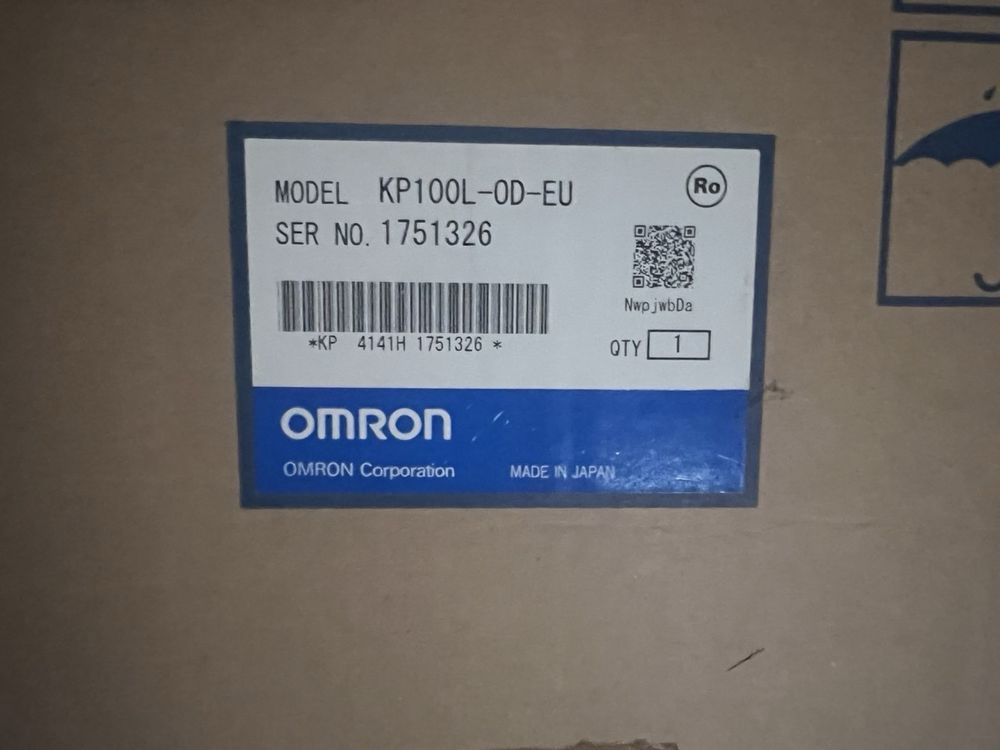 MODEL KP100L-OD-EU
Ro
SER NO. 1751326
NwpjwbDa
*KP 4141H 1751326 *
QTY 1
OMRON
OMRON Corporation MADE IN JAPAN